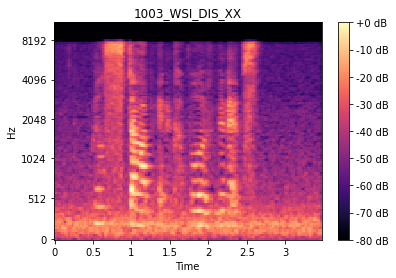 1003_WSI_DIS_XX
8192
4096
2048
1024
512
0
Hz
0
0.5
1
1.5
2
2.5
3
Time
+0 dB
-10 dB
-20 dB
-30 dB
-40 dB
-50 dB
-60 dB
-70 dB
-80 dB